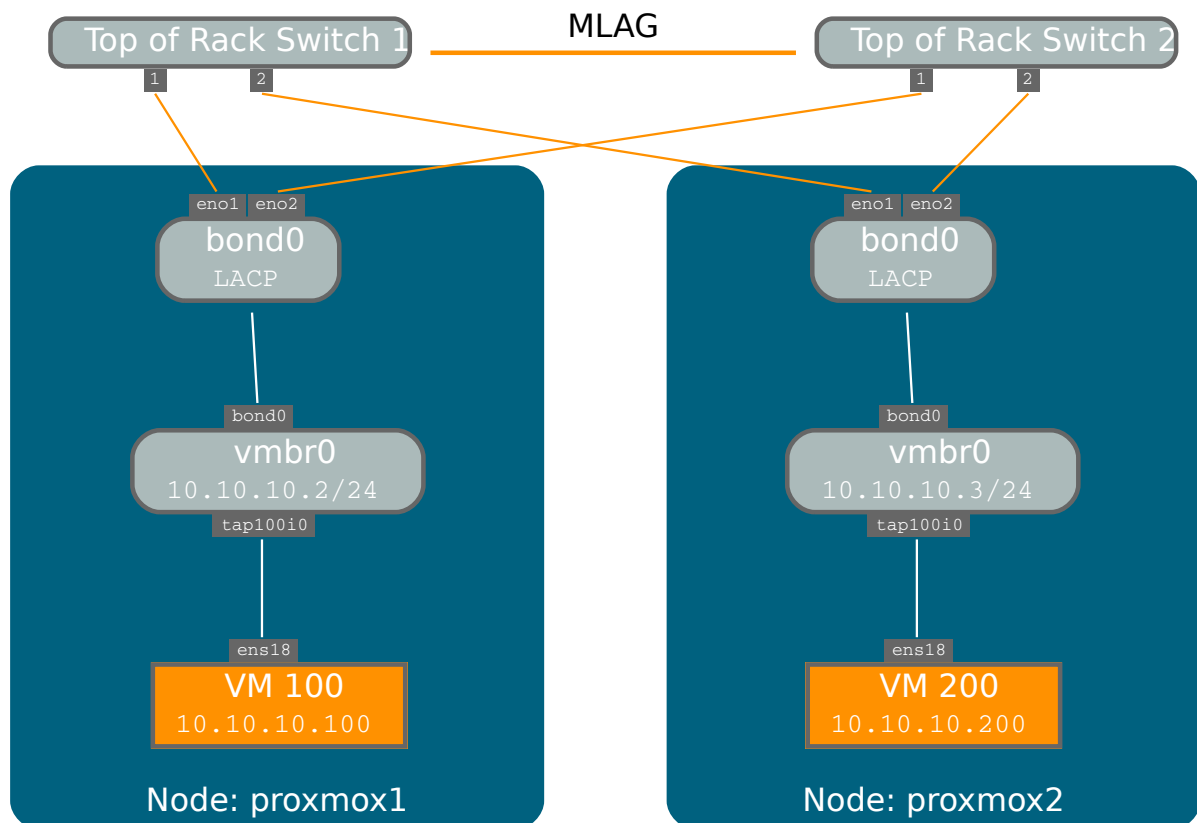 MLAG
Top of Rack Switch 1
Top of Rack Switch 2
1 2
1 2
eno1 eno2
bond0
LACP
bond0
vmbr0
10.10.10.2/24
tap100i0
ens18
VM 100
10.10.10.100
Node: proxmox1
eno1 eno2
bond0
LACP
bond0
vmbr0
10.10.10.3/24
tap100i0
ens18
VM 200
10.10.10.200
Node: proxmox2